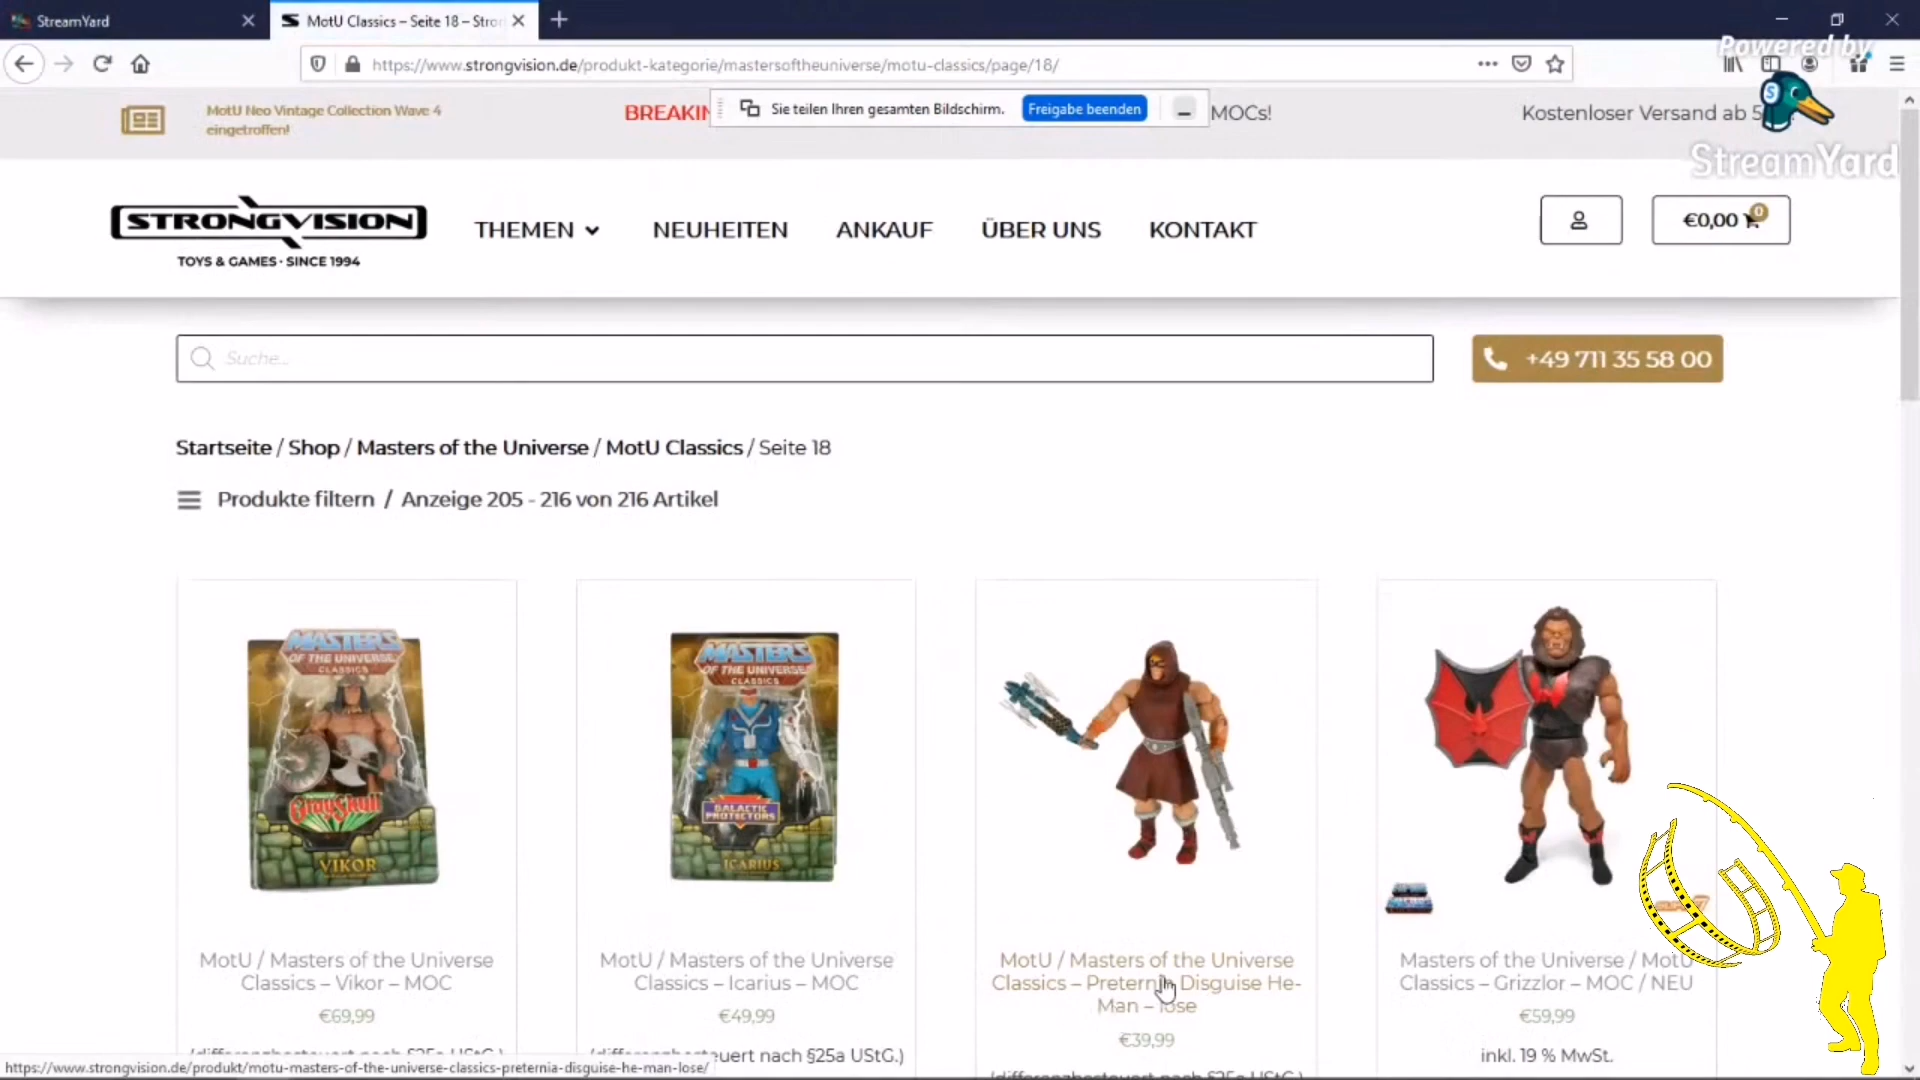 StreamYard
MotU Classics – Seite 18 – Stron
https://www.strongvision.de/produkt-kategorie/mastersoftheuniverse/motu-classics/page/18/
Powered by
StreamYard
MotU Neo Vintage Collection Wave 4
eingetroffen!
BREAKIN
Sie teilen Ihren gesamten Bildschirm.
Freigabe beenden
MOCs!
Kostenloser Versand ab 5
STRONGVISION
TOYS & GAMES · SINCE 1994
THEMEN
NEUHEITEN
ANKAUF
ÜBER UNS
KONTAKT
€0,00
0
Suche...
+49 711 35 58 00
Startseite / Shop / Masters of the Universe / MotU Classics / Seite 18
Produkte filtern / Anzeige 205 - 216 von 216 Artikel
MASTERS
OF THE UNIVERSE
CLASSICS
GraySkull
VIKOR
MASTERS
OF THE UNIVERSE
CLASSICS
GALACTIC
PROTECTORS
ICARIUS
MotU / Masters of the Universe
Classics – Vikor – MOC
€69,99
(differenzbesteuert nach §25a UStG.)
MotU / Masters of the Universe
Classics – Icarius – MOC
€49,99
(differenzbesteuert nach §25a UStG.)
MotU / Masters of the Universe
Classics – Preternia Disguise He-
Man – lose
€39,99
(differenzbesteuert nach §25a UStG.)
Masters of the Universe / MotU
Classics – Grizzlor – MOC / NEU
€59,99
inkl. 19 % MwSt.
https://www.strongvision.de/produkt/motu-masters-of-the-universe-classics-preternia-disguise-he-man-lose/